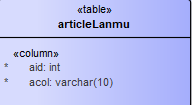 «table»
articleLanmu
«column»
* aid: int
* acol: varchar(10)